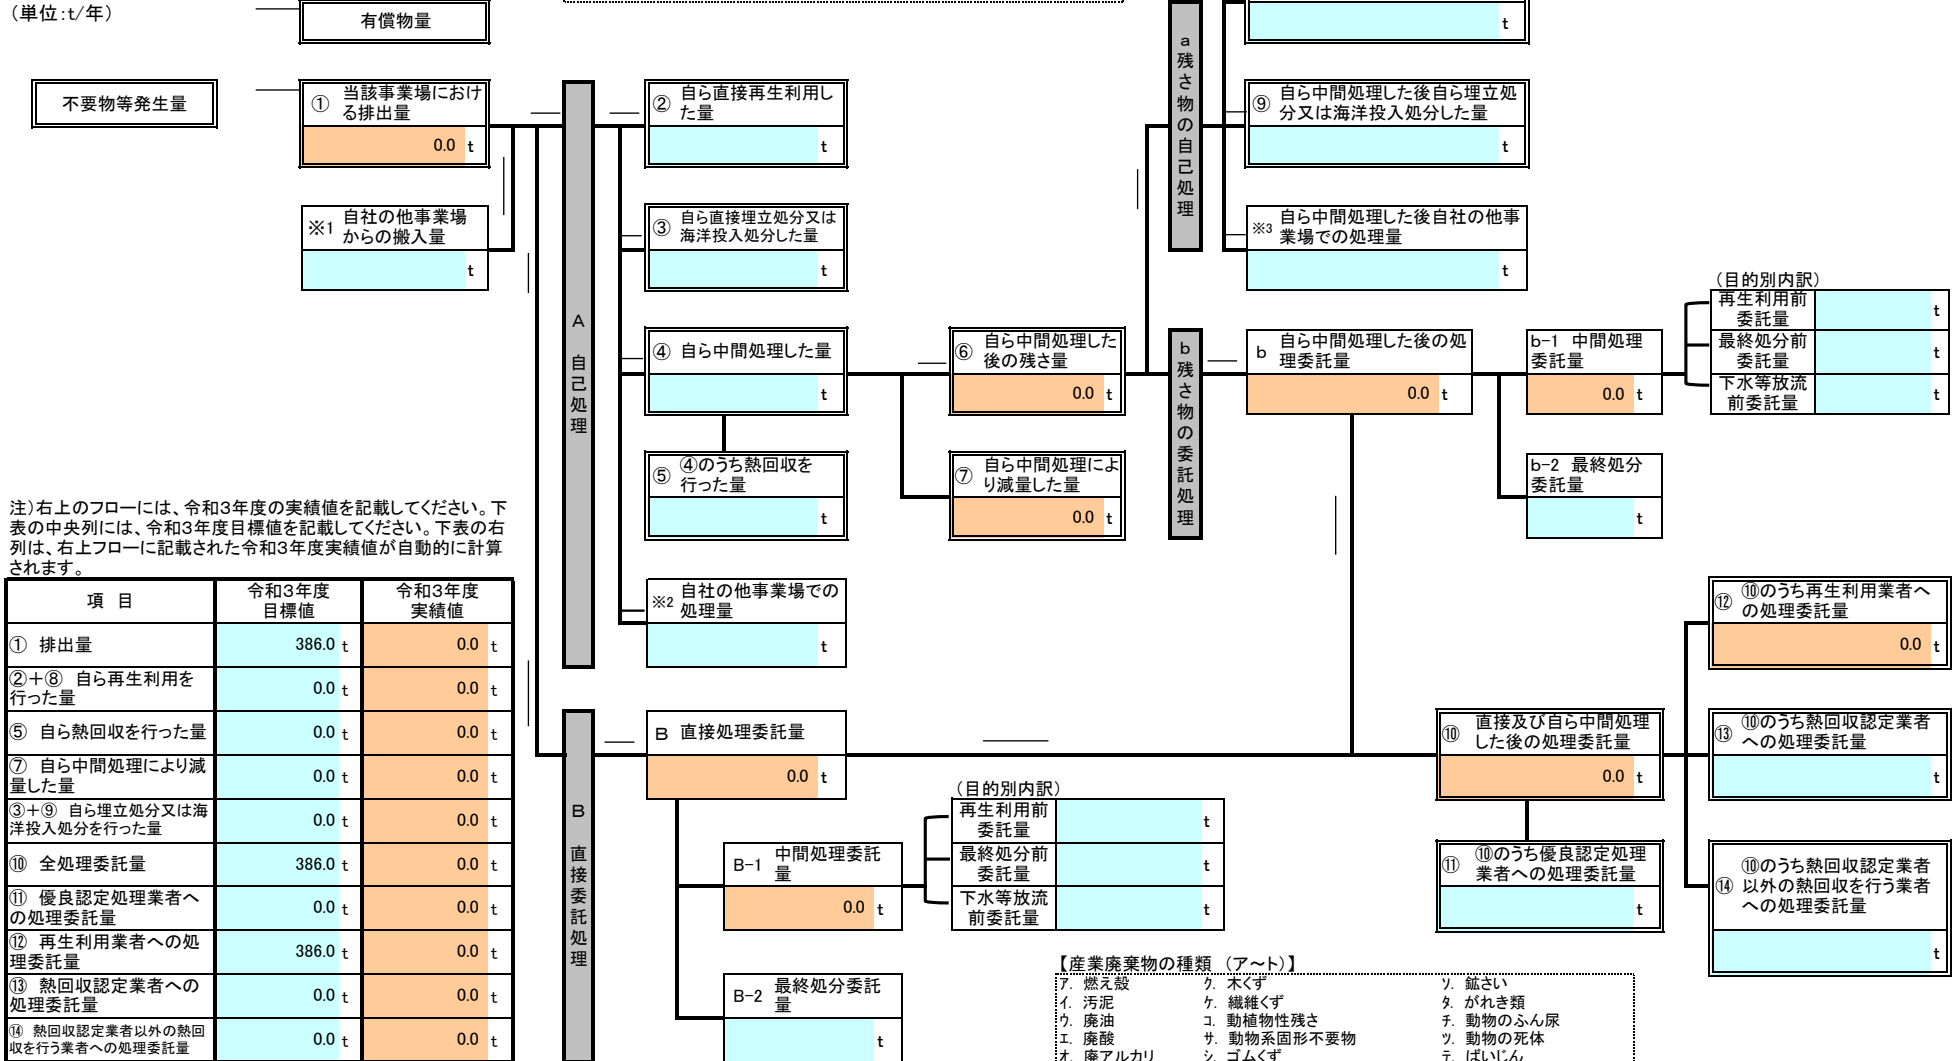 （単位：t/年）
有償物量
t
不要物等発生量
①
当該事業場におけ
る排出量
0.0 t
※1
自社の他事業場
からの搬入量
t
A 自己処理
②
自ら直接再生利用し
た量
t
③
自ら直接埋立処分又は
海洋投入処分した量
t
④ 自ら中間処理した量
t
⑤
④のうち熱回収を
行った量
t
※2
自社の他事業場での
処理量
t
⑥
自ら中間処理した
後の残さ量
0.0 t
⑦
自ら中間処理によ
り減量した量
0.0 t
a 残さ物の自己処理
⑨
自ら中間処理した後自ら埋立処
分又は海洋投入処分した量
t
※3
自ら中間処理した後自社の他事
業場での処理量
t
b 残さ物の委託処理
b
自ら中間処理した後の処
理委託量
0.0 t
b-1 中間処理
委託量
0.0 t
（目的別内訳）
再生利用前
委託量
t
最終処分前
委託量
t
下水等放流
前委託量
t
b-2 最終処分
委託量
t
注）右上のフローには、令和3年度の実績値を記載してください。下
表の中央列には、令和3年度目標値を記載してください。下表の右
列は、右上フローに記載された令和3年度実績値が自動的に計算
されます。
項 目
令和3年度
目標値
令和3年度
実績値
① 排出量 386.0 t 0.0 t
②＋⑧ 自ら再生利用を
行った量
0.0 t 0.0 t
⑤ 自ら熱回収を行った量 0.0 t 0.0 t
⑦ 自ら中間処理により減
量した量
0.0 t 0.0 t
③＋⑨ 自ら埋立処分又は海
洋投入処分を行った量
0.0 t 0.0 t
⑩ 全処理委託量 386.0 t 0.0 t
⑪ 優良認定処理業者へ
の処理委託量
0.0 t 0.0 t
⑫ 再生利用業者への処
理委託量
386.0 t 0.0 t
⑬ 熱回収認定業者への
処理委託量
0.0 t 0.0 t
⑭ 熱回収認定業者以外の熱回
収を行う業者への処理委託量
0.0 t 0.0 t
B 直接委託処理
B 直接処理委託量
0.0 t
B-1
中間処理委託
量
0.0 t
（目的別内訳）
再生利用前
委託量
t
最終処分前
委託量
t
下水等放流
前委託量
t
B-2
最終処分委託
量
t
⑩
直接及び自ら中間処理
した後の処理委託量
0.0 t
⑪
⑩のうち優良認定処理
業者への処理委託量
t
⑫
⑩のうち再生利用業者へ
の処理委託量
0.0 t
⑬
⑩のうち熱回収認定業者
への処理委託量
t
⑭
⑩のうち熱回収認定業者
以外の熱回収を行う業者
への処理委託量
t
【産業廃棄物の種類 （ア～ト）】
ア. 燃え殻 ク. 木くず ソ. 鉱さい
イ. 汚泥 ケ. 繊維くず タ. がれき類
ウ. 廃油 コ. 動植物性残さ チ. 動物のふん尿
エ. 廃酸 サ. 動物系固形不要物 ツ. 動物の死体
オ. 廃アルカリ シ. ゴムくず テ. ばいじん